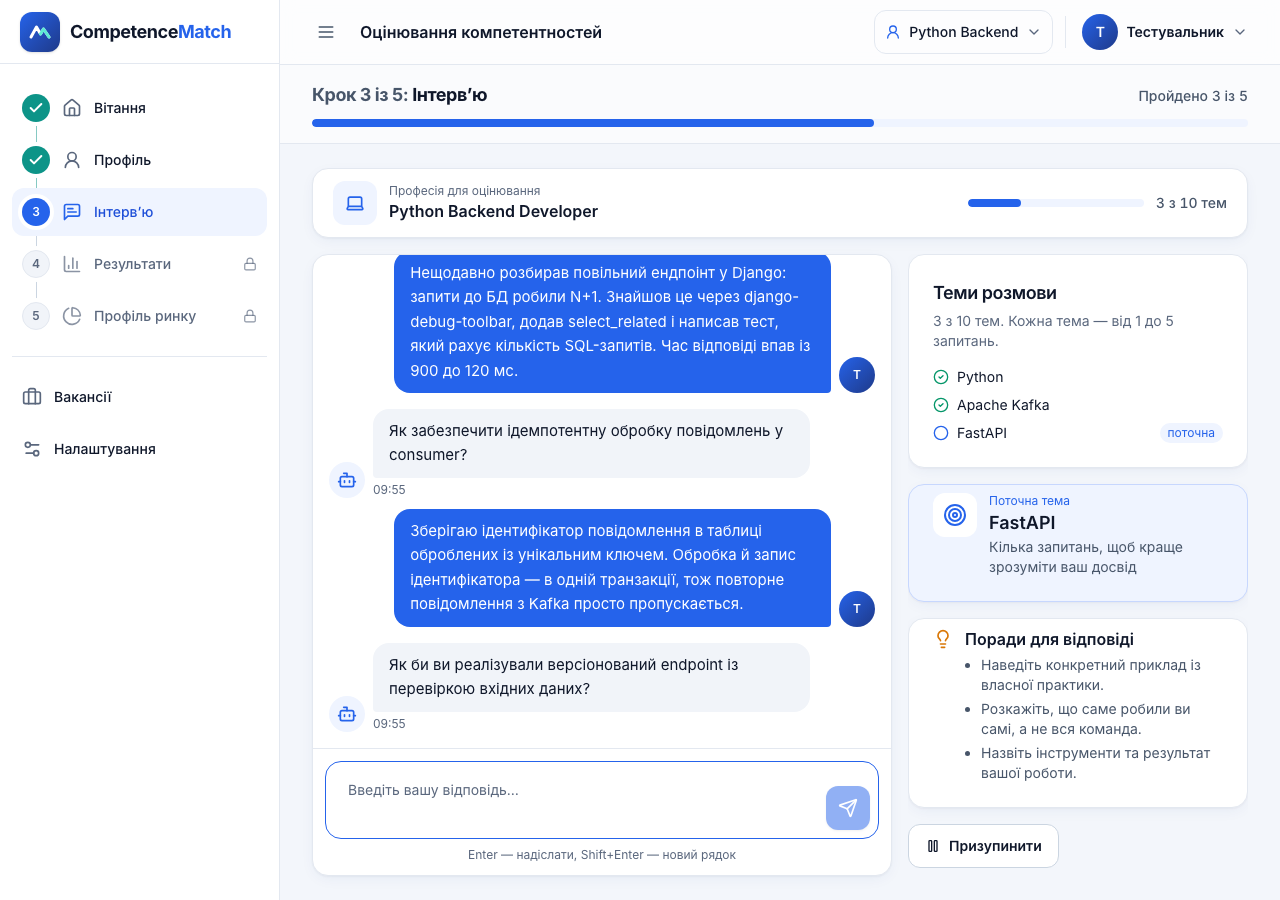 CompetenceMatch
Вітання
Профіль
3
Інтерв’ю
4
Результати
5
Профіль ринку
Вакансії
Налаштування
Оцінювання компетентностей
Python Backend
Т
Тестувальник
Крок 3 із 5: Інтерв’ю
Пройдено 3 із 5
Професія для оцінювання
Python Backend Developer
3 з 10 тем
Нещодавно розбирав повільний ендпоінт у Django:
запити до БД робили N+1. Знайшов це через django-
debug-toolbar, додав select_related і написав тест,
який рахує кількість SQL-запитів. Час відповіді впав із
900 до 120 мс.
Т
Як забезпечити ідемпотентну обробку повідомлень у
consumer?
09:55
Зберігаю ідентифікатор повідомлення в таблиці
оброблених із унікальним ключем. Обробка й запис
ідентифікатора — в одній транзакції, тож повторне
повідомлення з Kafka просто пропускається.
Т
Як би ви реалізували версіонований endpoint із
перевіркою вхідних даних?
09:55
Введіть вашу відповідь...
Enter — надіслати, Shift+Enter — новий рядок
Теми розмови
3 з 10 тем. Кожна тема — від 1 до 5
запитань.
Python
Apache Kafka
FastAPI
поточна
Поточна тема
FastAPI
Кілька запитань, щоб краще
зрозуміти ваш досвід
Поради для відповіді
• Наведіть конкретний приклад із
власної практики.
• Розкажіть, що саме робили ви
самі, а не вся команда.
• Назвіть інструменти та результат
вашої роботи.
Призупинити